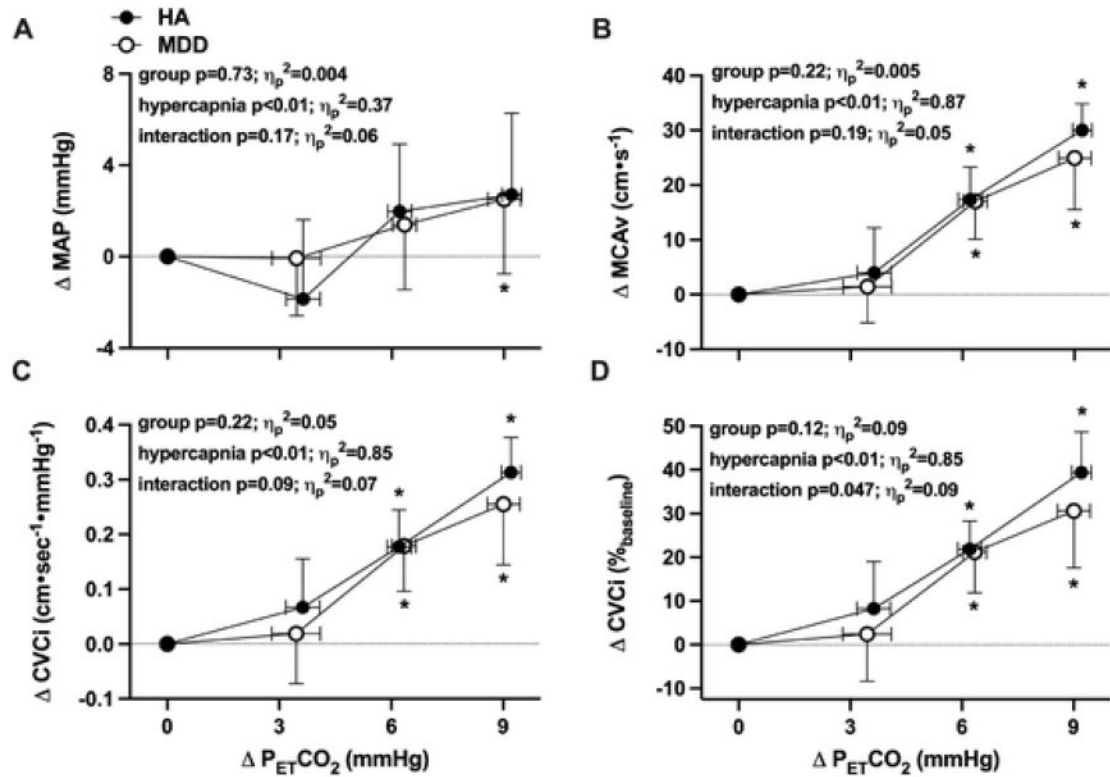 HA
MDD
A
group p=0.73; ηp²=0.004
hypercapnia p<0.01; ηp²=0.37
interaction p=0.17; ηp²=0.06
Δ MAP (mmHg)
8
4
0
-4
B
group p=0.22; ηp²=0.005
hypercapnia p<0.01; ηp²=0.87
interaction p=0.19; ηp²=0.05
Δ MCAv (cm•s⁻¹)
40
30
20
10
0
-10
*
*
*
*
*
C
group p=0.22; ηp²=0.05
hypercapnia p<0.01; ηp²=0.85
interaction p=0.09; ηp²=0.07
Δ CVCi (cm•sec⁻¹•mmHg⁻¹)
0.4
0.3
0.2
0.1
0.0
-0.1
*
*
*
*
0 3 6 9
Δ PETCO₂ (mmHg)
D
group p=0.12; ηp²=0.09
hypercapnia p<0.01; ηp²=0.85
interaction p=0.047; ηp²=0.09
Δ CVCi (%baseline)
50
40
30
20
10
0
-10
*
*
*
*
0 3 6 9
Δ PETCO₂ (mmHg)